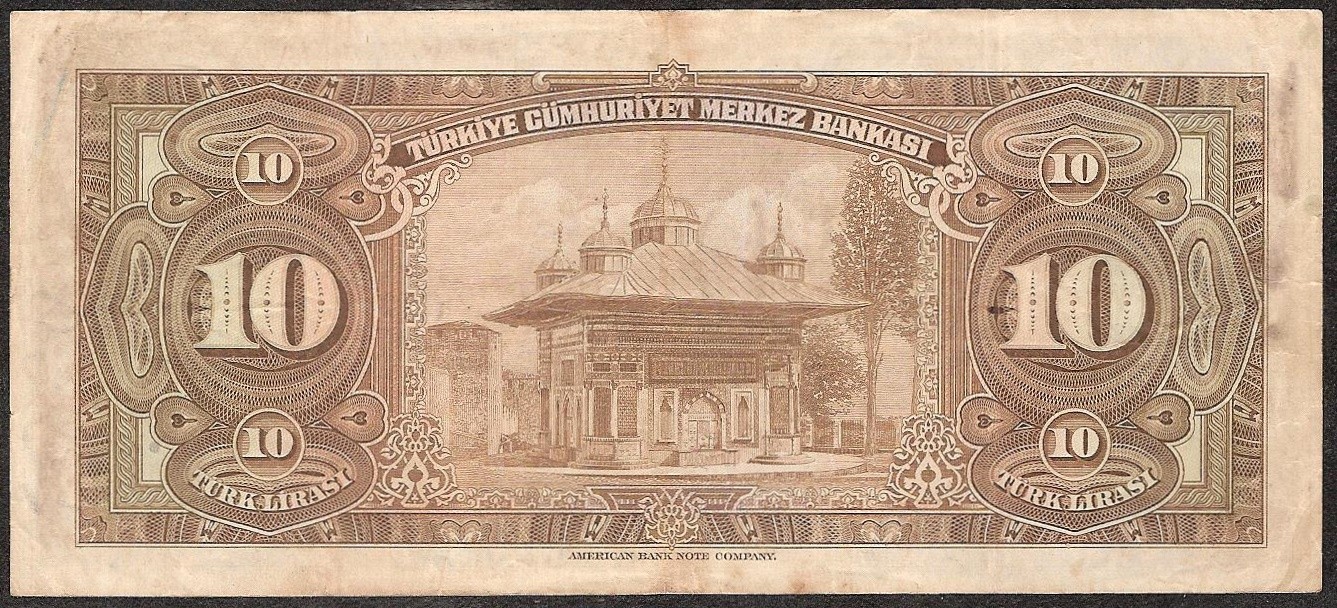 TÜRKİYE CÜMHURİYET MERKEZ BANKASI
10 10
10 10
10 10
TÜRK LİRASI TÜRK LİRASI
AMERICAN BANK NOTE COMPANY.